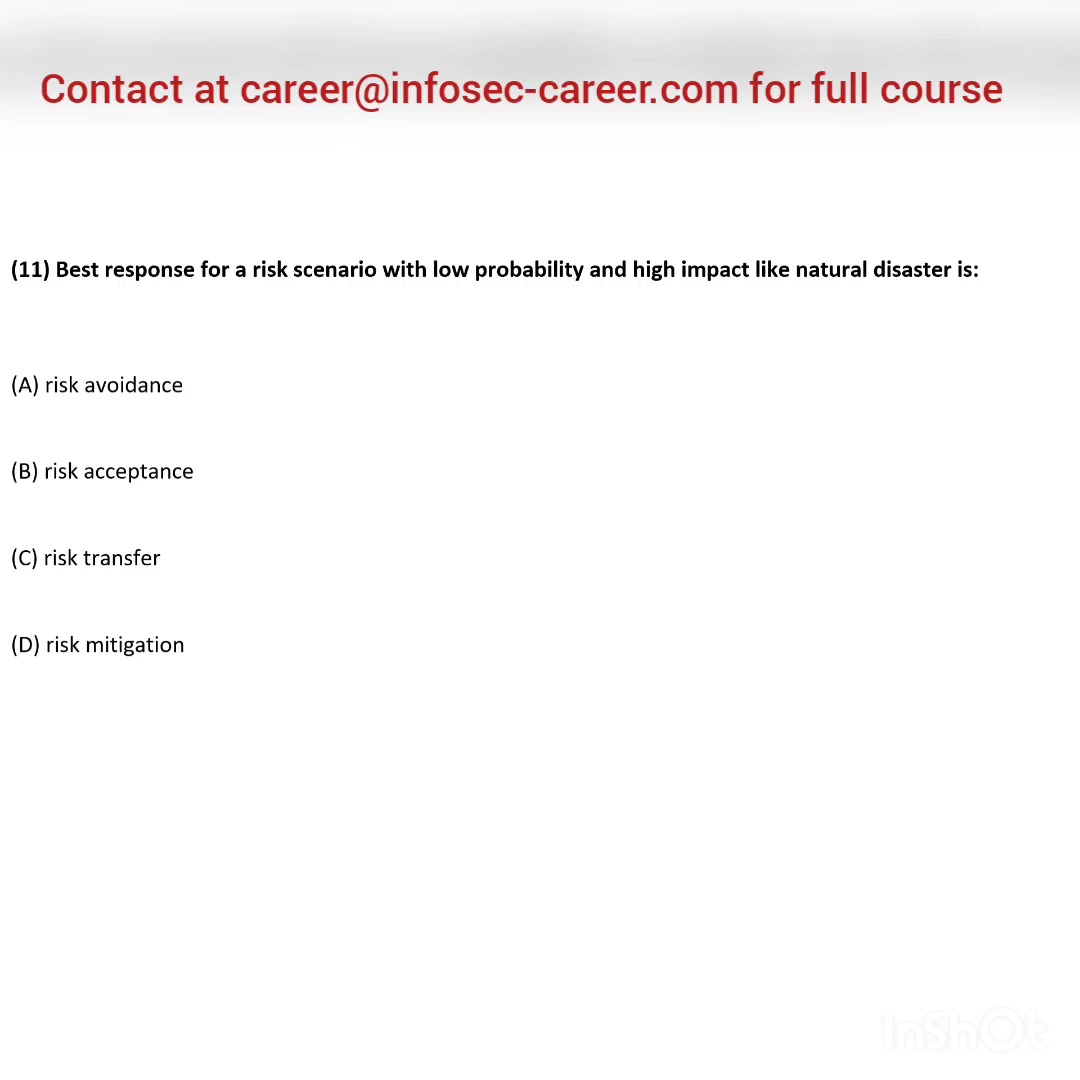 Contact at career@infosec-career.com for full course
(11) Best response for a risk scenario with low probability and high impact like natural disaster is:
(A) risk avoidance
(B) risk acceptance
(C) risk transfer
(D) risk mitigation
InShOt